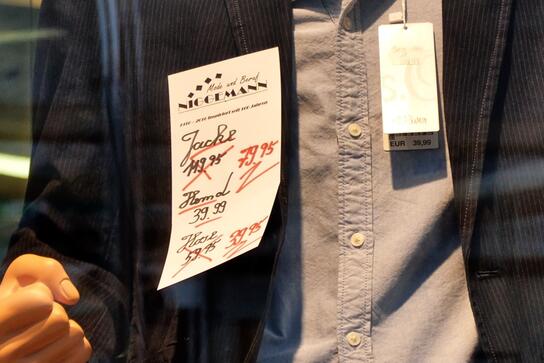 Mode und Beruf
NIGGEMANN
Jacke
119.95 79.95
Hemd
39.99
Hose
59.95 39.95
EUR 39,99